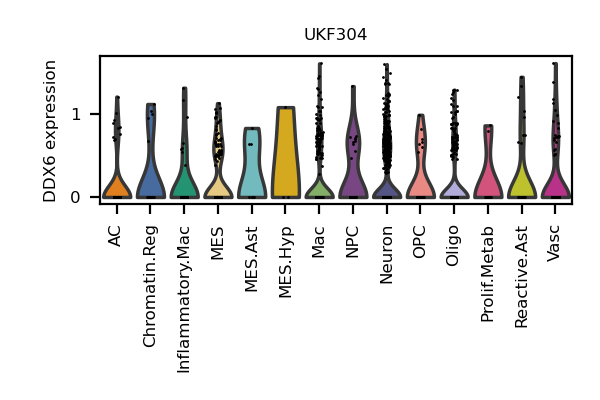 UKF304
DDX6 expression
1
0
AC
Chromatin.Reg
Inflammatory.Mac
MES
MES.Ast
MES.Hyp
Mac
NPC
Neuron
OPC
Oligo
Prolif.Metab
Reactive.Ast
Vasc